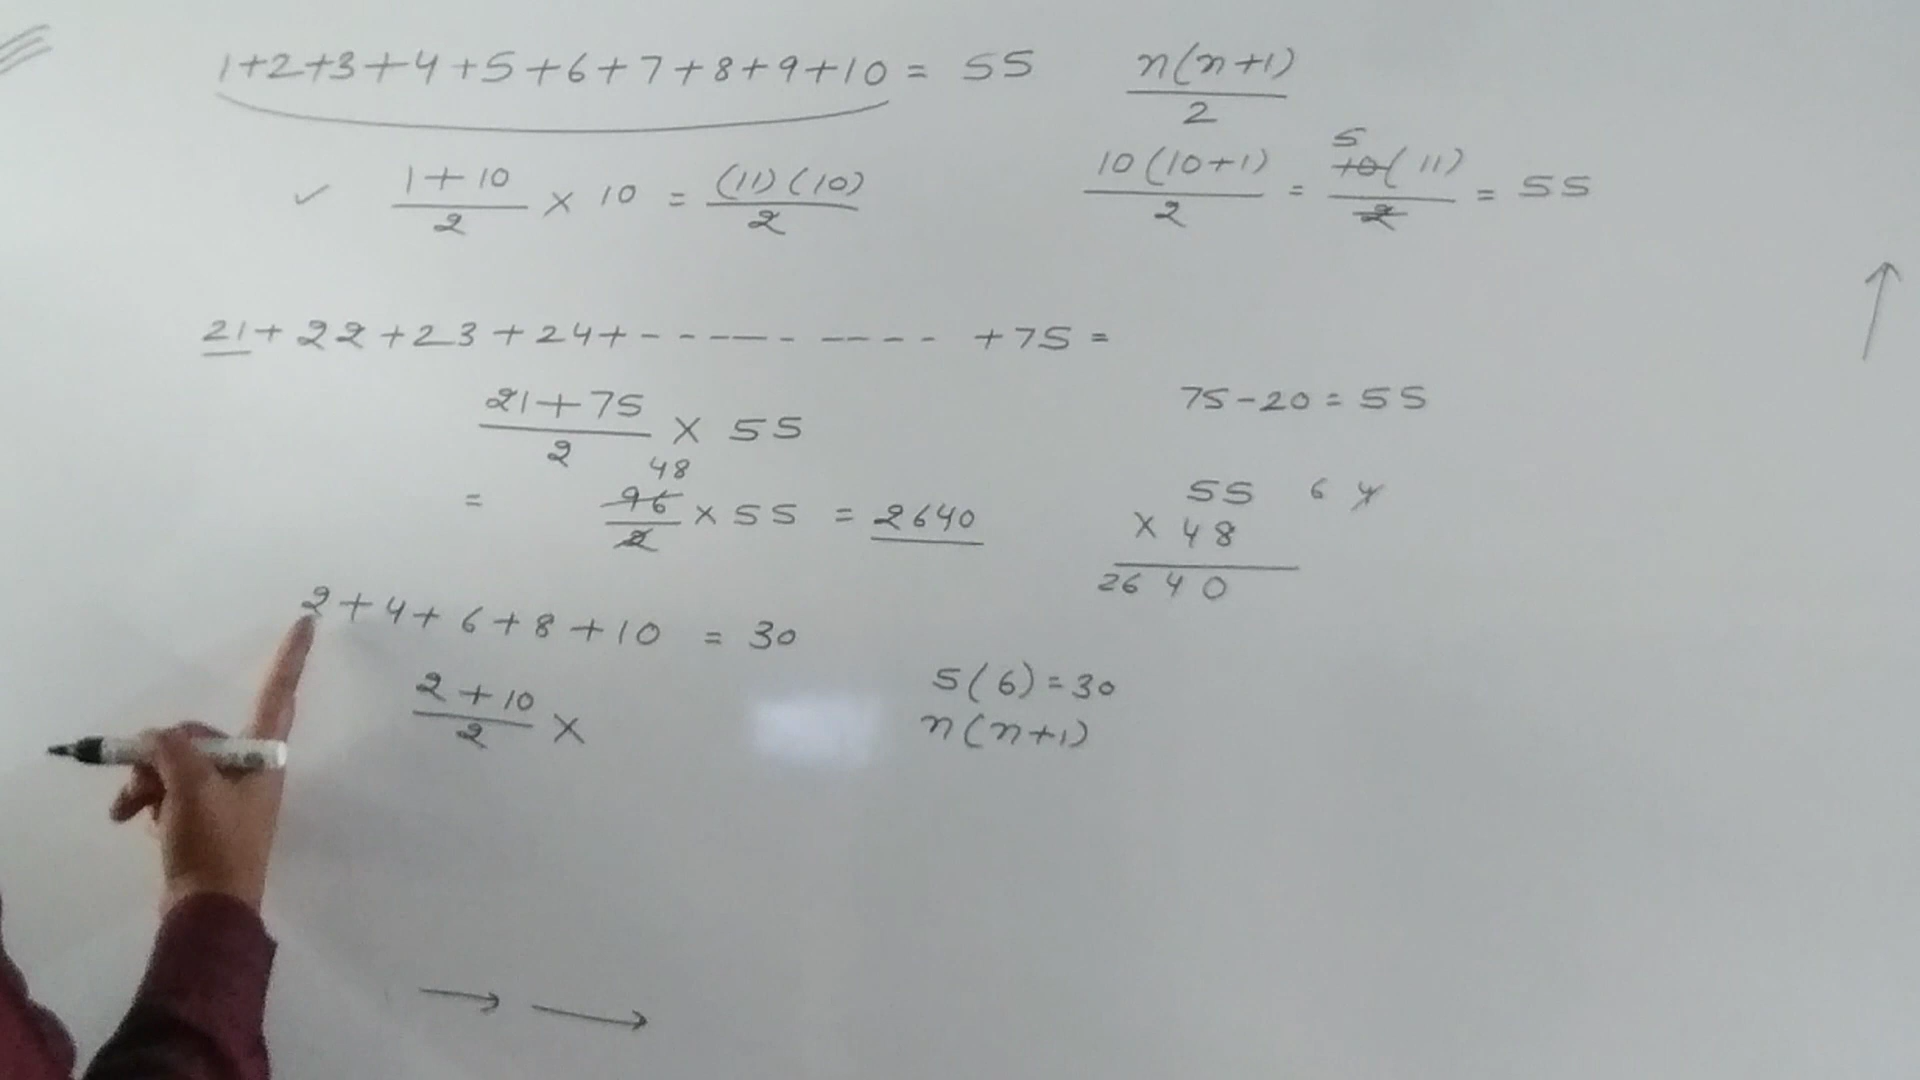 1+2+3+4+5+6+7+8+9+10 = 55
n(n+1)/2
(1+10)/2 × 10 = (11)(10)/2
10(10+1)/2 = 5 10(11)/2 = 55
21+22+23+24+---------+75 =
(21+75)/2 × 55
75-20=55
48
= 96/2 × 55 = 2640
55 6 4
× 48
2640
2+4+6+8+10 = 30
(2+10)/2 ×
5(6)=30
n(n+1)